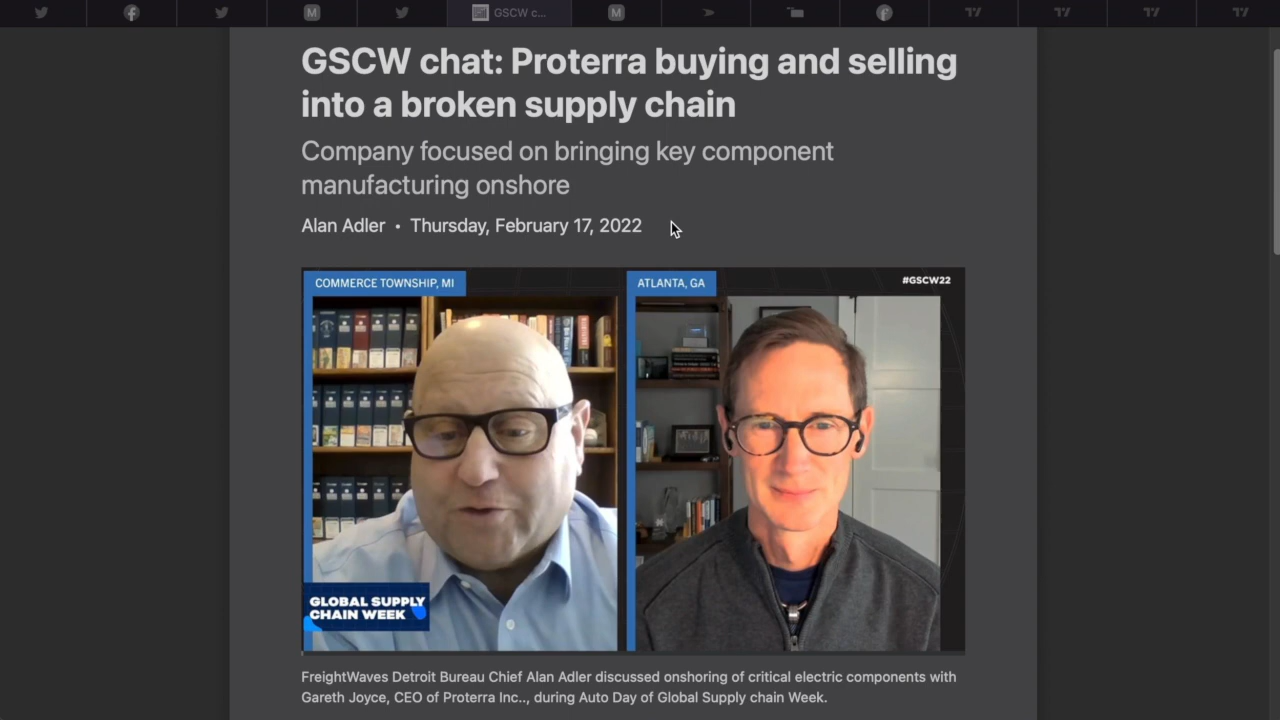 GSCW c...
GSCW chat: Proterra buying and selling
into a broken supply chain
Company focused on bringing key component
manufacturing onshore
Alan Adler • Thursday, February 17, 2022
COMMERCE TOWNSHIP, MI
ATLANTA, GA
#GSCW22
GLOBAL SUPPLY
CHAIN WEEK
FreightWaves Detroit Bureau Chief Alan Adler discussed onshoring of critical electric components with
Gareth Joyce, CEO of Proterra Inc.., during Auto Day of Global Supply chain Week.